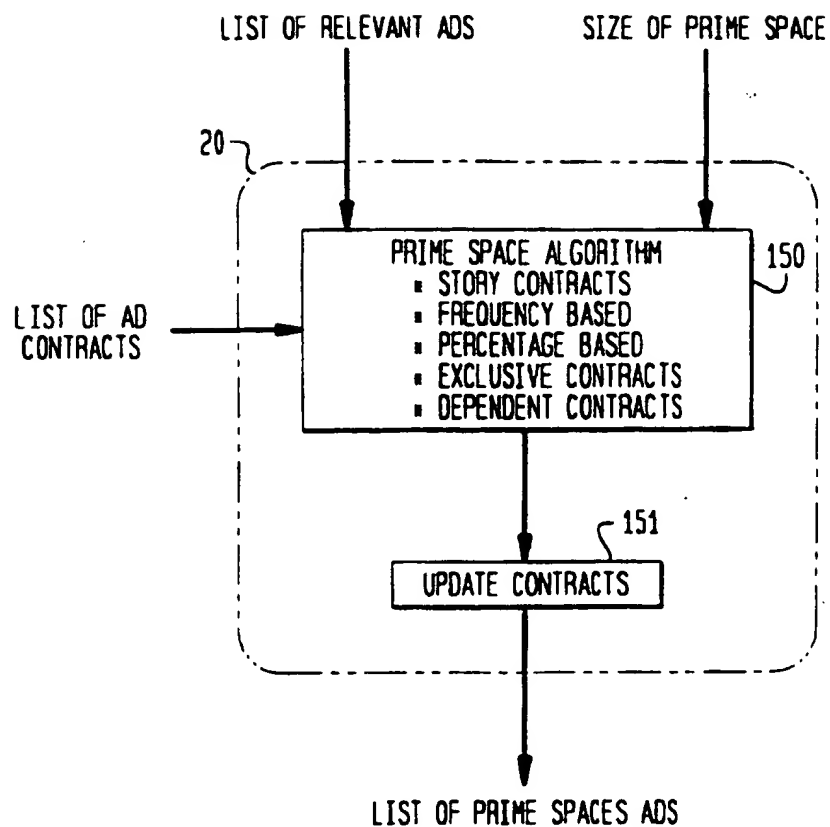 LIST OF RELEVANT ADS
SIZE OF PRIME SPACE
20
PRIME SPACE ALGORITHM
▪ STORY CONTRACTS
▪ FREQUENCY BASED
▪ PERCENTAGE BASED
▪ EXCLUSIVE CONTRACTS
▪ DEPENDENT CONTRACTS
150
LIST OF AD
CONTRACTS
151
UPDATE CONTRACTS
LIST OF PRIME SPACES ADS